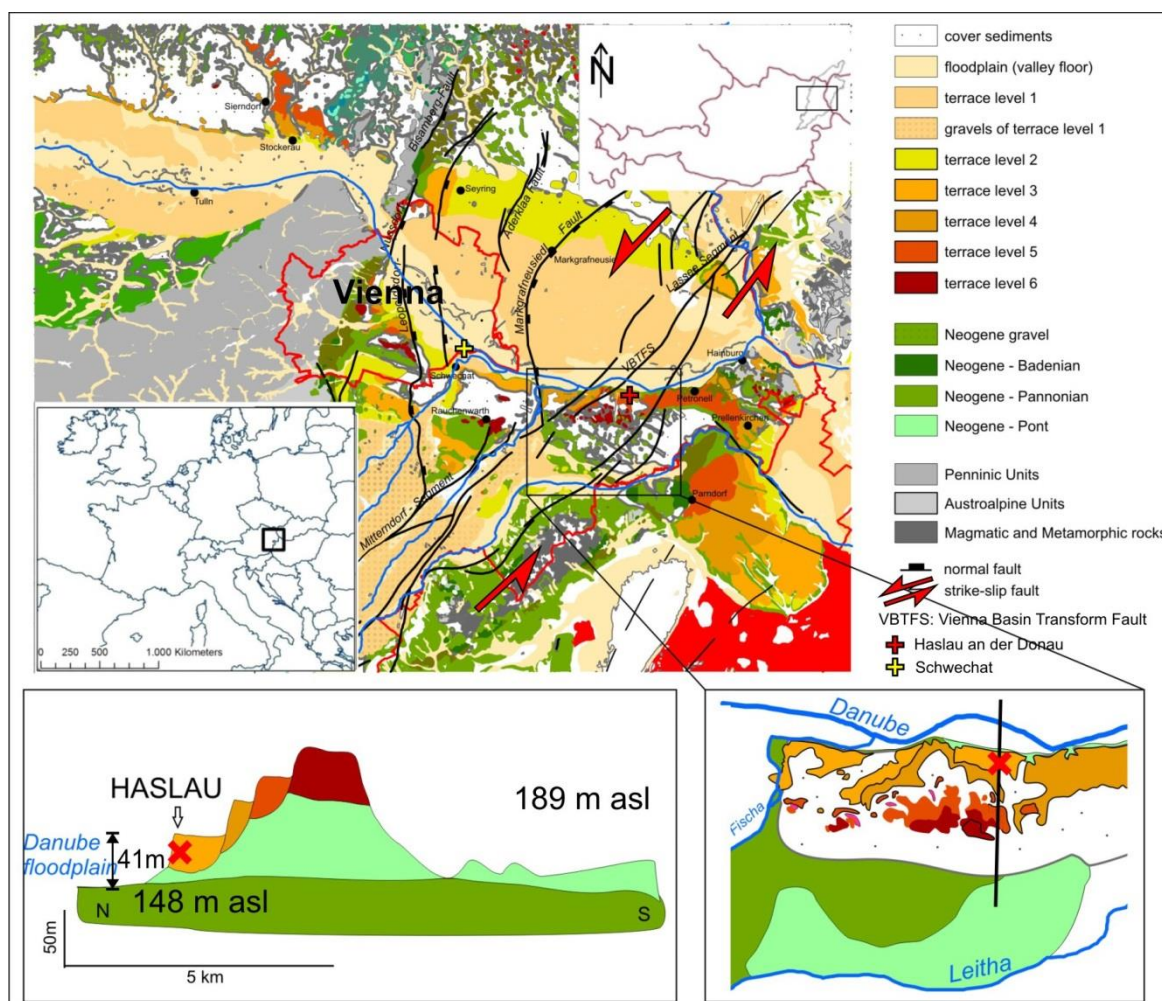 Sierndorf
Stockerau
Tulln
Bisamberg-Fault
Seyring
Aderklaa Fault
Markgrafneusiedl
Fault
Markgrafneusie
Lassee Segment
Vienna
Leopoldsdorf
VBTFS
Schwechat
Rauchenwarth
Hainburg
Petronell
Prellenkirchen
Parndorf
Mitterndorf - Segment
N
0 250 500 1.000 Kilometers
cover sediments
floodplain (valley floor)
terrace level 1
gravels of terrace level 1
terrace level 2
terrace level 3
terrace level 4
terrace level 5
terrace level 6
Neogene gravel
Neogene - Badenian
Neogene - Pannonian
Neogene - Pont
Penninic Units
Austroalpine Units
Magmatic and Metamorphic rocks
normal fault
strike-slip fault
VBTFS: Vienna Basin Transform Fault
Haslau an der Donau
Schwechat
HASLAU
189 m asl
Danube
floodplain
41m
148 m asl
N
S
50m
5 km
Danube
Fischa
Leitha